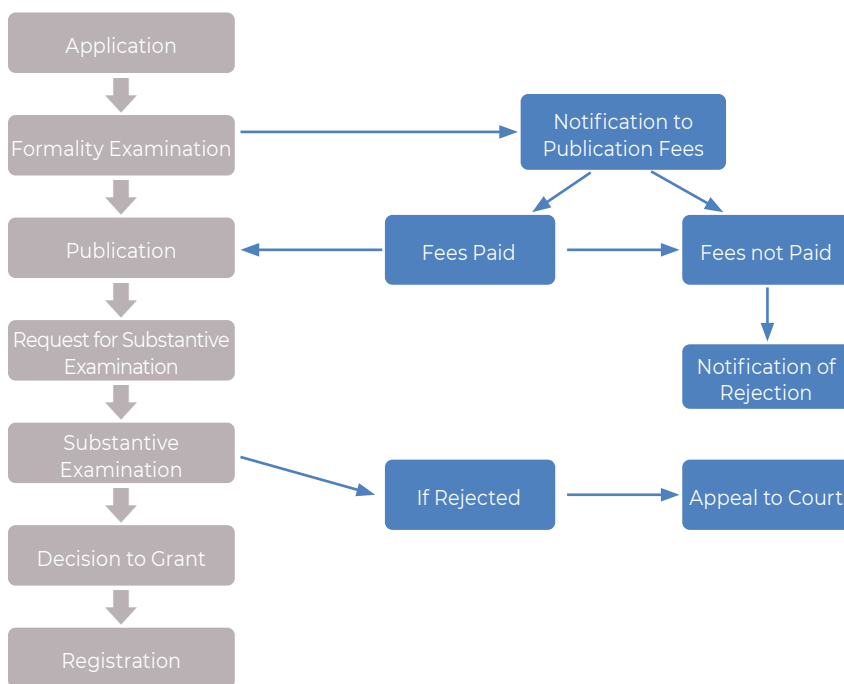 Application
Formality Examination
Notification to
Publication Fees
Publication
Fees Paid
Fees not Paid
Request for Substantive
Examination
Notification of
Rejection
Substantive
Examination
If Rejected
Appeal to Court
Decision to Grant
Registration